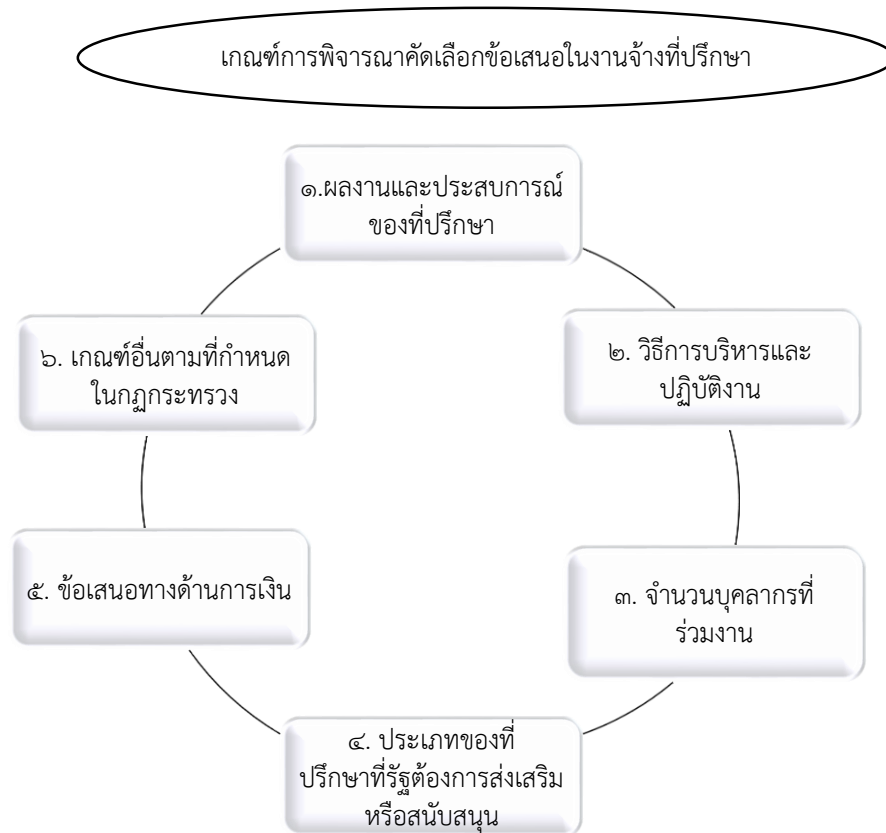 เกณฑ์การพิจารณาคัดเลือกข้อเสนอในงานจ้างที่ปรึกษา
๑.ผลงานและประสบการณ์
ของที่ปรึกษา
๒. วิธีการบริหารและ
ปฏิบัติงาน
๓. จำนวนบุคลากรที่
ร่วมงาน
๔. ประเภทของที่
ปรึกษาที่รัฐต้องการส่งเสริม
หรือสนับสนุน
๕. ข้อเสนอทางด้านการเงิน
๖. เกณฑ์อื่นตามที่กำหนด
ในกฎกระทรวง